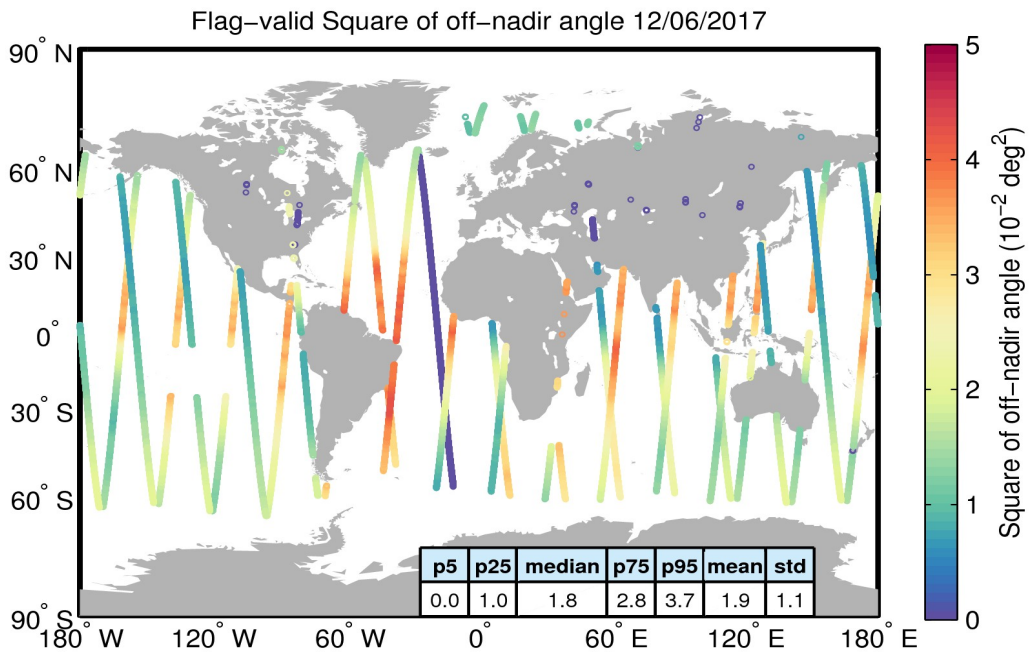 Flag-valid Square of off-nadir angle 12/06/2017
90° N
60° N
30° N
0°
30° S
60° S
90° S
180° W
120° W
60° W
0°
60° E
120° E
180° E
p5 p25 median p75 p95 mean std
0.0 1.0 1.8 2.8 3.7 1.9 1.1
5
4
3
2
1
0
Square of off-nadir angle (10⁻² deg²)